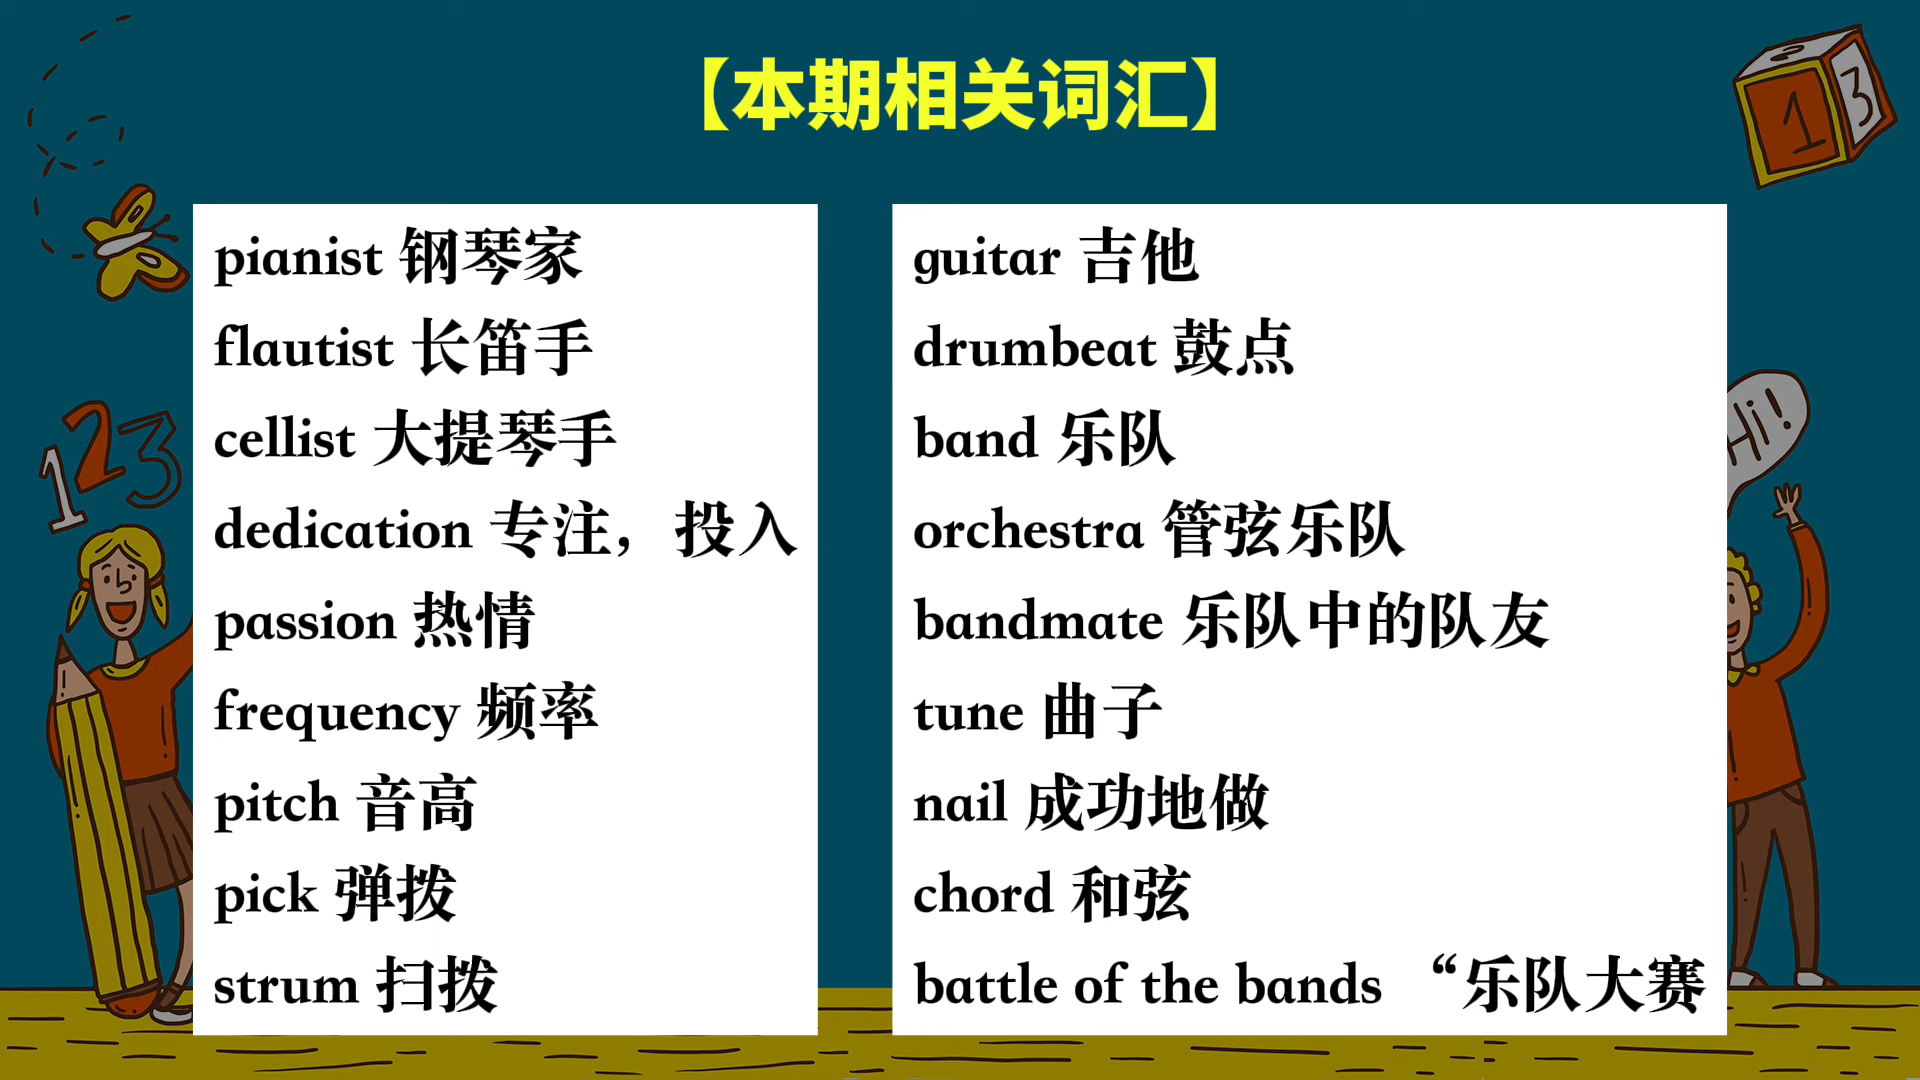 【本期相关词汇】
pianist 钢琴家
flautist 长笛手
cellist 大提琴手
dedication 专注，投入
passion 热情
frequency 频率
pitch 音高
pick 弹拨
strum 扫拨
guitar 吉他
drumbeat 鼓点
band 乐队
orchestra 管弦乐队
bandmate 乐队中的队友
tune 曲子
nail 成功地做
chord 和弦
battle of the bands “乐队大赛
1
3
123
Hi!